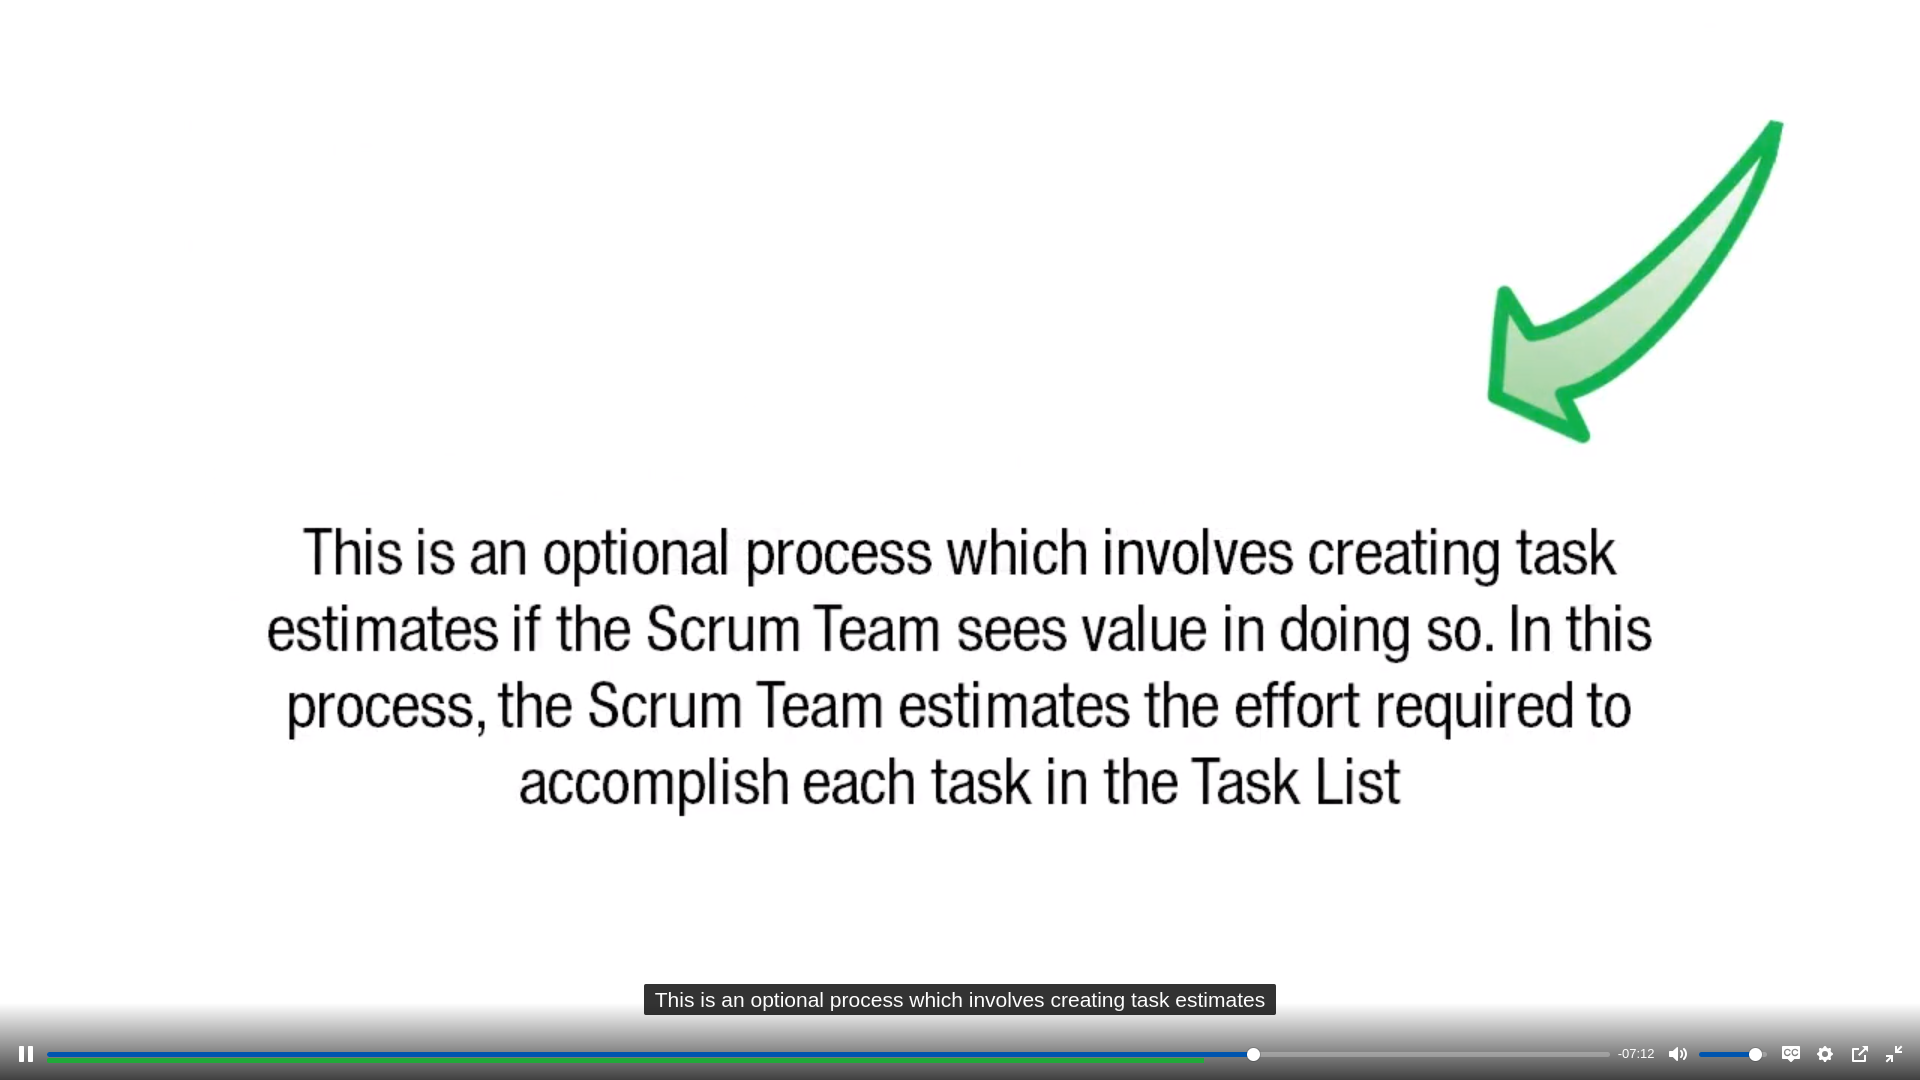 This is an optional process which involves creating task
estimates if the Scrum Team sees value in doing so. In this
process, the Scrum Team estimates the effort required to
accomplish each task in the Task List
This is an optional process which involves creating task estimates
-07:12
CC